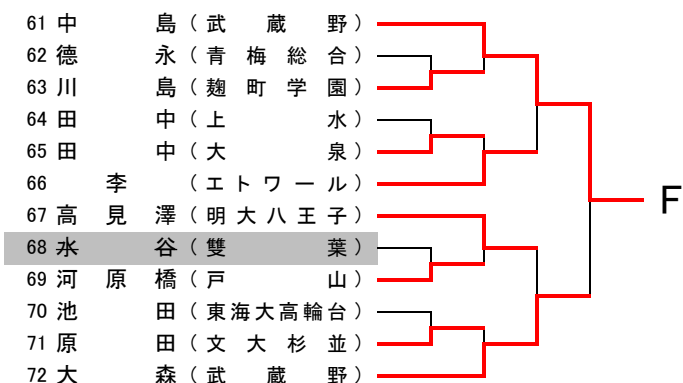 61 中島（武蔵野）
62 德永（青梅総合）
63 川島（麹町学園）
64 田中（上水）
65 田中（大泉）
66 李（エトワール）
67 高見澤（明大八王子）
68 水谷（雙葉）
69 河原橋（戸山）
70 池田（東海大高輪台）
71 原田（文大杉並）
72 大森（武蔵野）
F